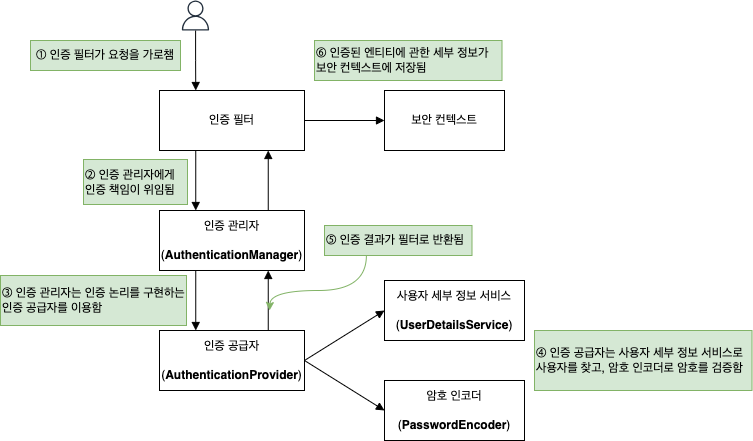 ① 인증 필터가 요청을 가로챔
⑥ 인증된 엔티티에 관한 세부 정보가
보안 컨텍스트에 저장됨
인증 필터
보안 컨텍스트
② 인증 관리자에게
인증 책임이 위임됨
인증 관리자
(AuthenticationManager)
⑤ 인증 결과가 필터로 반환됨
③ 인증 관리자는 인증 논리를 구현하는
인증 공급자를 이용함
사용자 세부 정보 서비스
(UserDetailsService)
인증 공급자
(AuthenticationProvider)
④ 인증 공급자는 사용자 세부 정보 서비스로
사용자를 찾고, 암호 인코더로 암호를 검증함
암호 인코더
(PasswordEncoder)